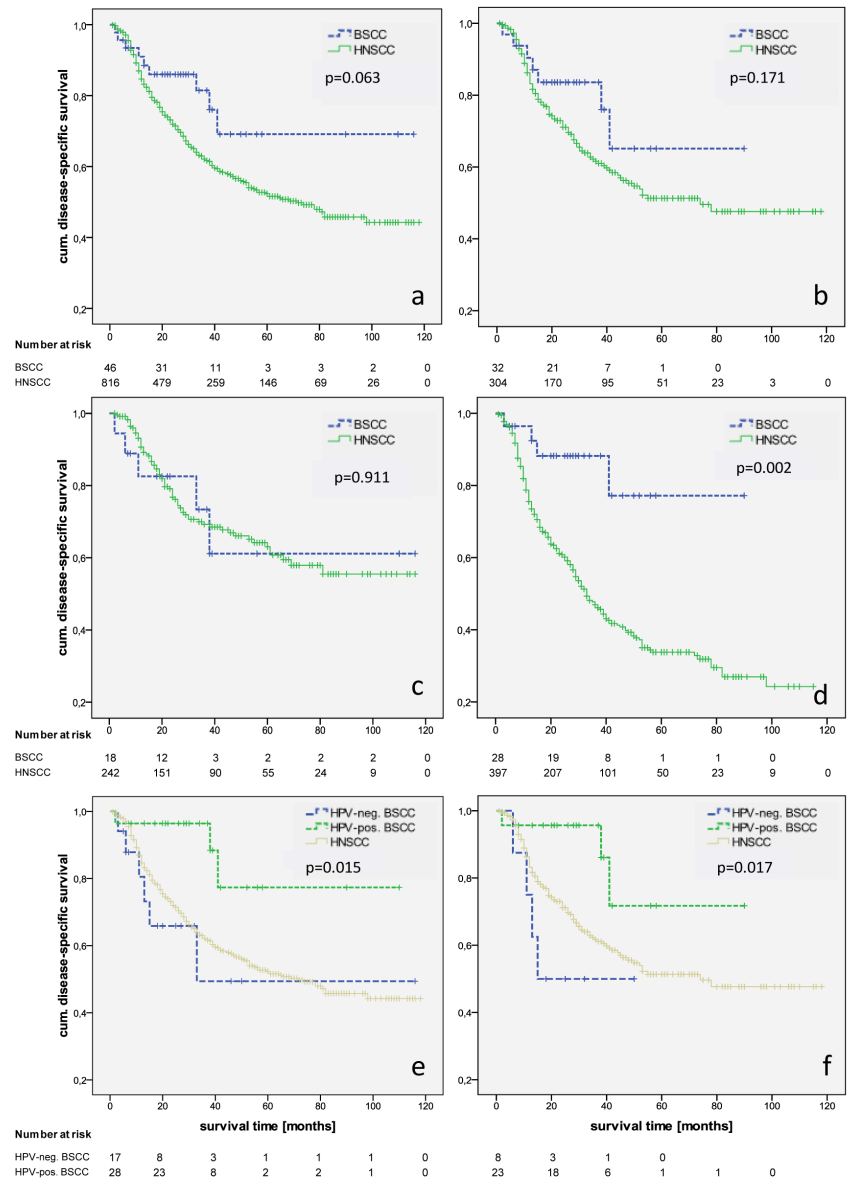 BSCC BSCC
HNSCC HNSCC
p=0.063 p=0.171
1,0 1,0
0,8 0,8
0,6 0,6
0,4 0,4
0,2 0,2
cum. disease-specific survival
a b
0 20 40 60 80 100 120 0 20 40 60 80 100 120
Number at risk
BSCC 46 31 11 3 3 2 0 32 21 7 1 0
HNSCC 816 479 259 146 69 26 0 304 170 95 51 23 3 0
BSCC BSCC
HNSCC HNSCC
p=0.911 p=0.002
1,0 1,0
0,8 0,8
0,6 0,6
0,4 0,4
0,2 0,2
cum. disease-specific survival
c d
0 20 40 60 80 100 120 0 20 40 60 80 100 120
Number at risk
BSCC 18 12 3 2 2 2 0 28 19 8 1 1 0
HNSCC 242 151 90 55 24 9 0 397 207 101 50 23 9 0
HPV-neg. BSCC HPV-neg. BSCC
HPV-pos. BSCC HPV-pos. BSCC
HNSCC HNSCC
p=0.015 p=0.017
1,0 1,0
0,8 0,8
0,6 0,6
0,4 0,4
0,2 0,2
cum. disease-specific survival
e f
0 20 40 60 80 100 120 0 20 40 60 80 100 120
survival time [months] survival time [months]
Number at risk
HPV-neg. BSCC 17 8 3 1 1 1 0 8 3 1 0
HPV-pos. BSCC 28 23 8 2 2 1 0 23 18 6 1 1 0